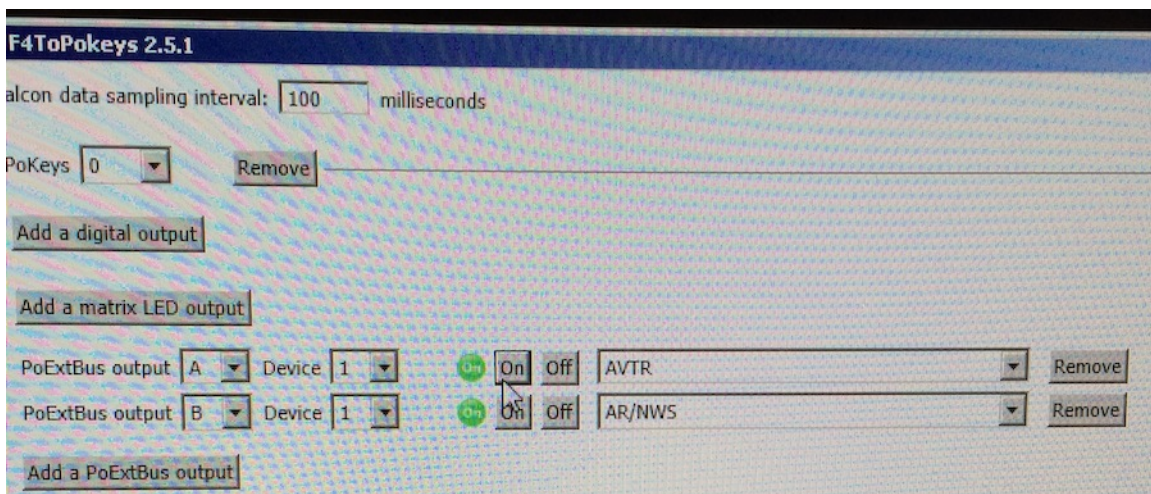 F4ToPokeys 2.5.1
alcon data sampling interval: 100 milliseconds
PoKeys 0 Remove
Add a digital output
Add a matrix LED output
PoExtBus output A Device 1 On On Off AVTR Remove
PoExtBus output B Device 1 On On Off AR/NWS Remove
Add a PoExtBus output